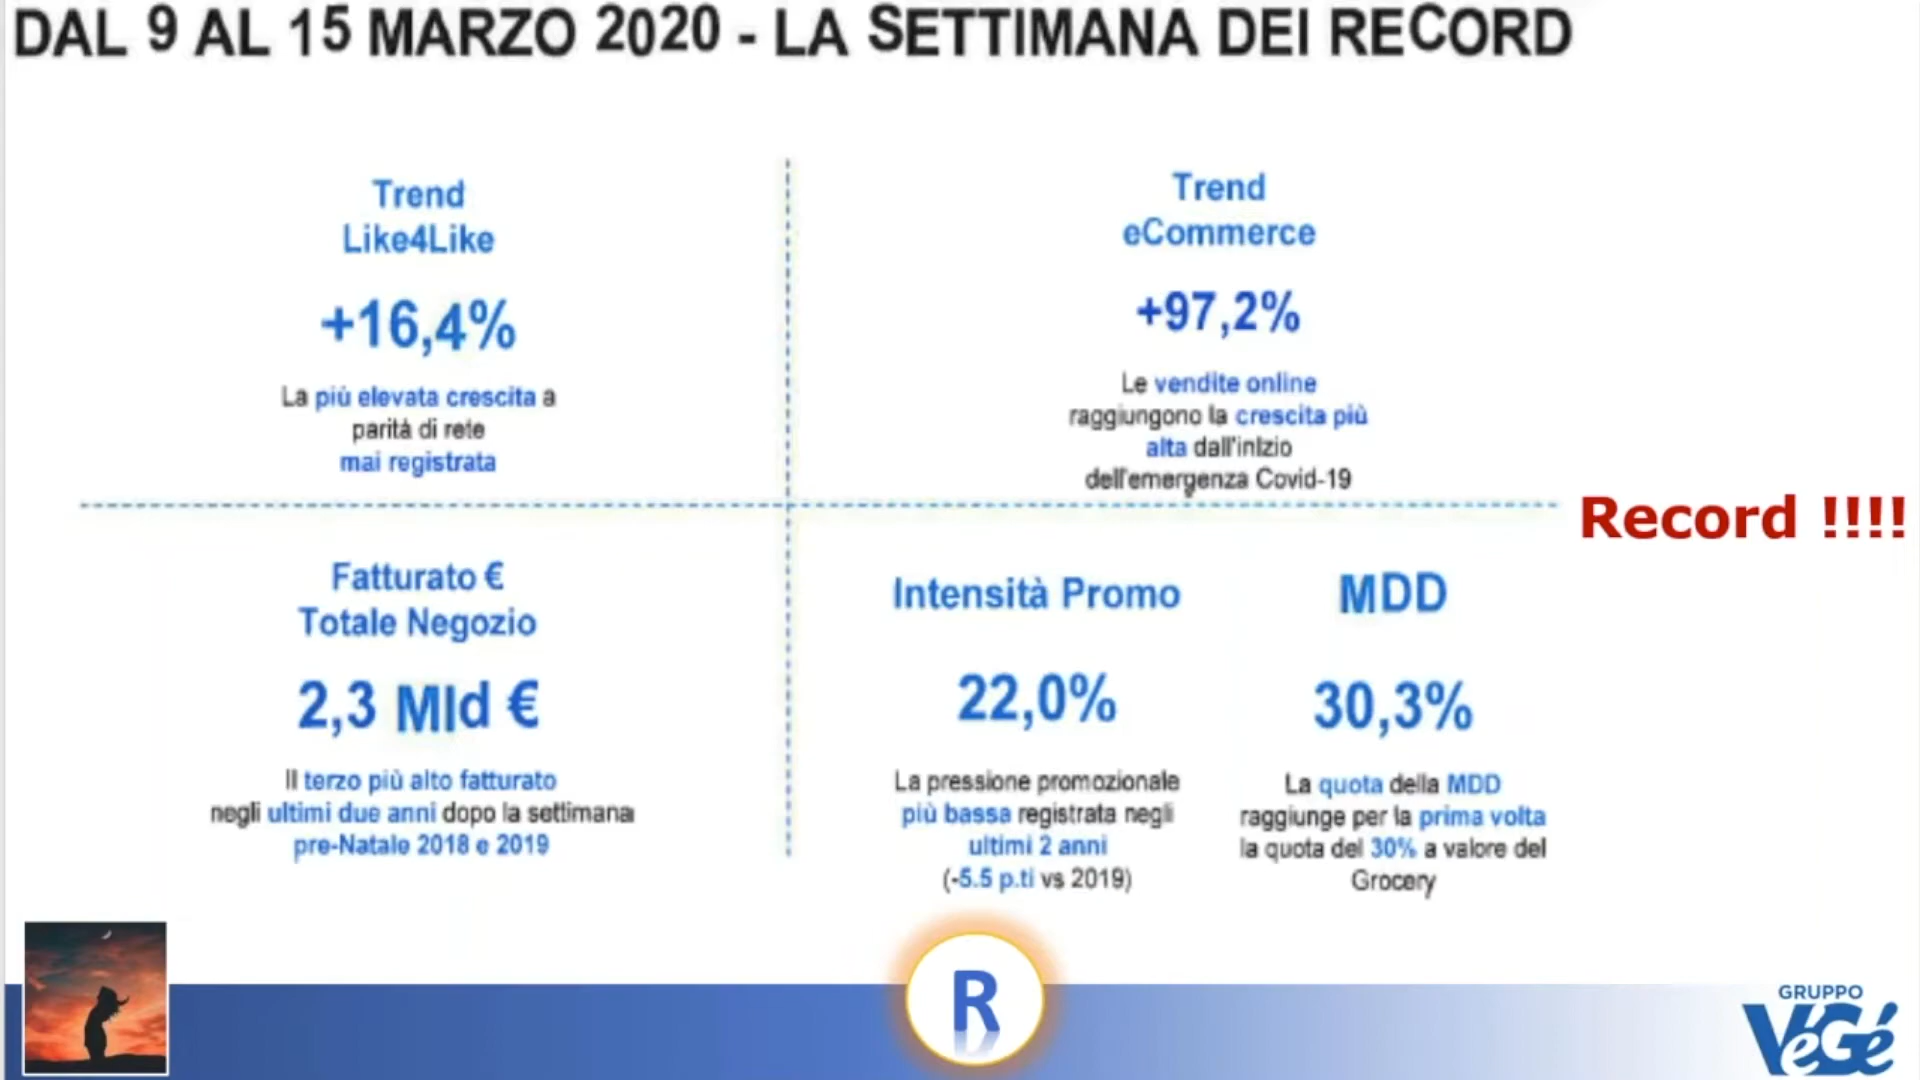 DAL 9 AL 15 MARZO 2020 - LA SETTIMANA DEI RECORD
Trend
Like4Like
+16,4%
La più elevata crescita a
parità di rete
mai registrata
Trend
eCommerce
+97,2%
Le vendite online
raggiungono la crescita più
alta dall'inizio
dell'emergenza Covid-19
Record !!!!
Fatturato €
Totale Negozio
2,3 Mld €
Il terzo più alto fatturato
negli ultimi due anni dopo la settimana
pre-Natale 2018 e 2019
Intensità Promo
22,0%
La pressione promozionale
più bassa registrata negli
ultimi 2 anni
(-5.5 p.ti vs 2019)
MDD
30,3%
La quota della MDD
raggiunge per la prima volta
la quota del 30% a valore del
Grocery
R
GRUPPO
VéGé